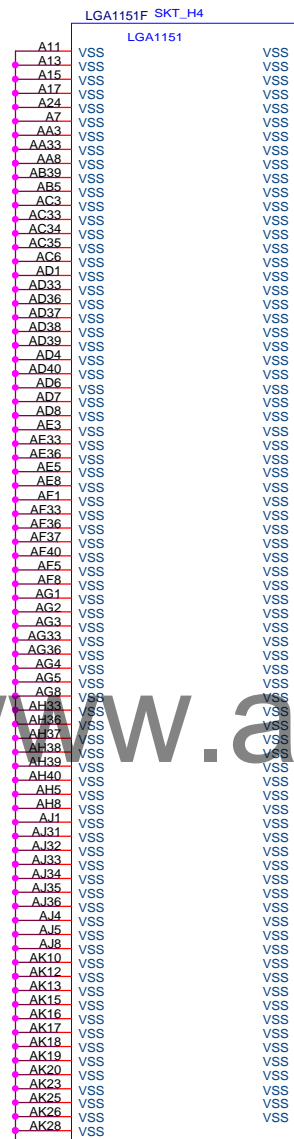 LGA1151F SKT_H4
LGA1151
A11 VSS VSS
A13 VSS VSS
A15 VSS VSS
A17 VSS VSS
A24 VSS VSS
A7 VSS VSS
AA3 VSS VSS
AA33 VSS VSS
AA8 VSS VSS
AB39 VSS VSS
AB5 VSS VSS
AC3 VSS VSS
AC33 VSS VSS
AC34 VSS VSS
AC35 VSS VSS
AC6 VSS VSS
AD1 VSS VSS
AD33 VSS VSS
AD36 VSS VSS
AD37 VSS VSS
AD38 VSS VSS
AD39 VSS VSS
AD4 VSS VSS
AD40 VSS VSS
AD6 VSS VSS
AD7 VSS VSS
AD8 VSS VSS
AE3 VSS VSS
AE33 VSS VSS
AE36 VSS VSS
AE5 VSS VSS
AE8 VSS VSS
AF1 VSS VSS
AF33 VSS VSS
AF36 VSS VSS
AF37 VSS VSS
AF40 VSS VSS
AF5 VSS VSS
AF8 VSS VSS
AG1 VSS VSS
AG2 VSS VSS
AG3 VSS VSS
AG33 VSS VSS
AG36 VSS VSS
AG4 VSS VSS
AG5 VSS VSS
AG8 VSS VSS
AH33 VSS VSS
AH36 VSS VSS
www.a
AH37 VSS VSS
AH38 VSS VSS
AH39 VSS VSS
AH40 VSS VSS
AH5 VSS VSS
AH8 VSS VSS
AJ1 VSS VSS
AJ31 VSS VSS
AJ32 VSS VSS
AJ33 VSS VSS
AJ34 VSS VSS
AJ35 VSS VSS
AJ36 VSS VSS
AJ4 VSS VSS
AJ5 VSS VSS
AJ8 VSS VSS
AK10 VSS VSS
AK12 VSS VSS
AK13 VSS VSS
AK15 VSS VSS
AK16 VSS VSS
AK17 VSS VSS
AK18 VSS VSS
AK19 VSS VSS
AK20 VSS VSS
AK23 VSS VSS
AK25 VSS VSS
AK26 VSS VSS
AK28 VSS